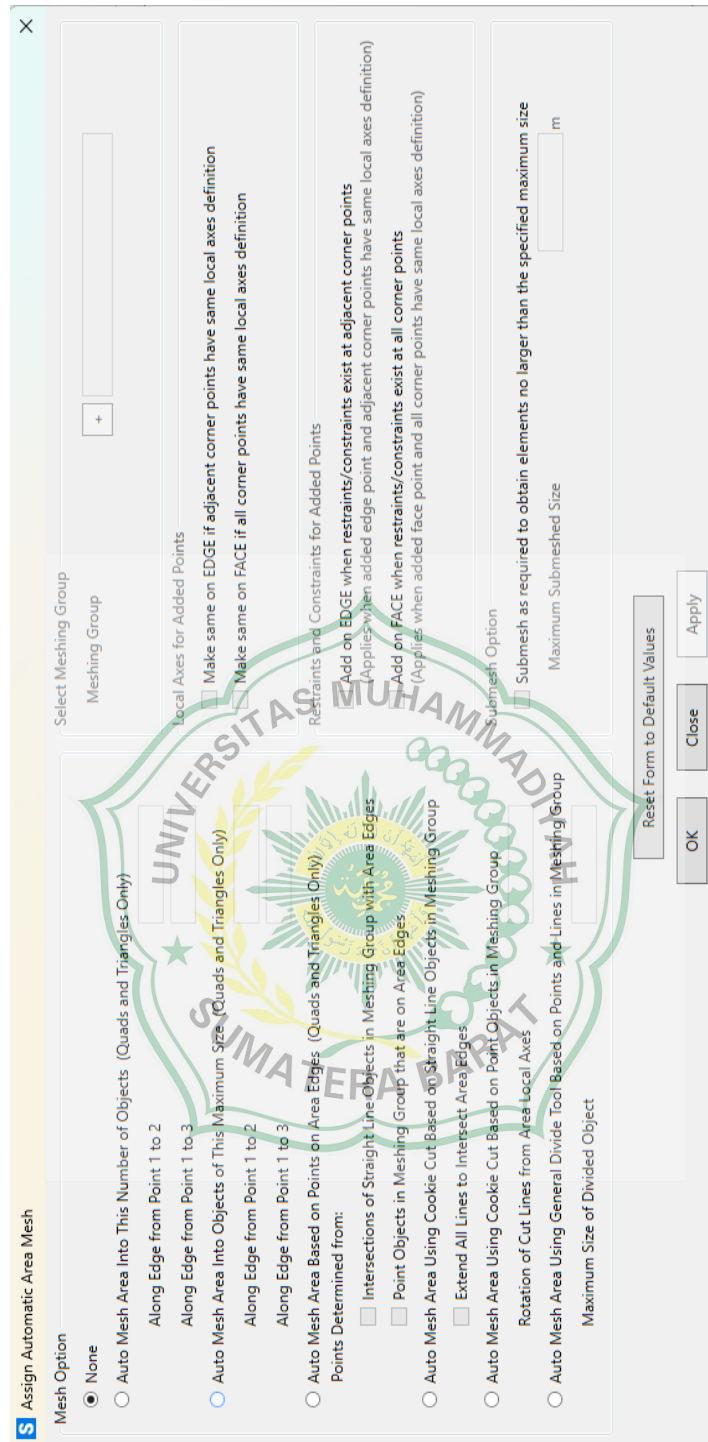 S Assign Automatic Area Mesh
Mesh Option
None
Auto Mesh Area Into This Number of Objects (Quads and Triangles Only)
Along Edge from Point 1 to 2
Along Edge from Point 1 to 3
Auto Mesh Area Into Objects of This Maximum Size (Quads and Triangles Only)
Along Edge from Point 1 to 2
Along Edge from Point 1 to 3
Auto Mesh Area Based on Points on Area Edges (Quads and Triangles Only)
Points Determined from:
Intersections of Straight Line Objects in Meshing Group with Area Edges
Point Objects in Meshing Group that are on Area Edges
Auto Mesh Area Using Cookie Cut Based on Straight Line Objects in Meshing Group
Extend All Lines to Intersect Area Edges
Auto Mesh Area Using Cookie Cut Based on Point Objects in Meshing Group
Rotation of Cut Lines from Area Local Axes
Auto Mesh Area Using General Divide Tool Based on Points and Lines in Meshing Group
Maximum Size of Divided Object
Select Meshing Group
Meshing Group
+
Local Axes for Added Points
Make same on EDGE if adjacent corner points have same local axes definition
Make same on FACE if all corner points have same local axes definition
Restraints and Constraints for Added Points
Add on EDGE when restraints/constraints exist at adjacent corner points
(Applies when added edge point and adjacent corner points have same local axes definition)
Add on FACE when restraints/constraints exist at all corner points
(Applies when added face point and all corner points have same local axes definition)
Submesh Option
Submesh as required to obtain elements no larger than the specified maximum size
Maximum Submeshed Size
m
Reset Form to Default Values
OK
Close
Apply
UNIVERSITAS MUHAMMADIYAH
SUMATERA BARAT